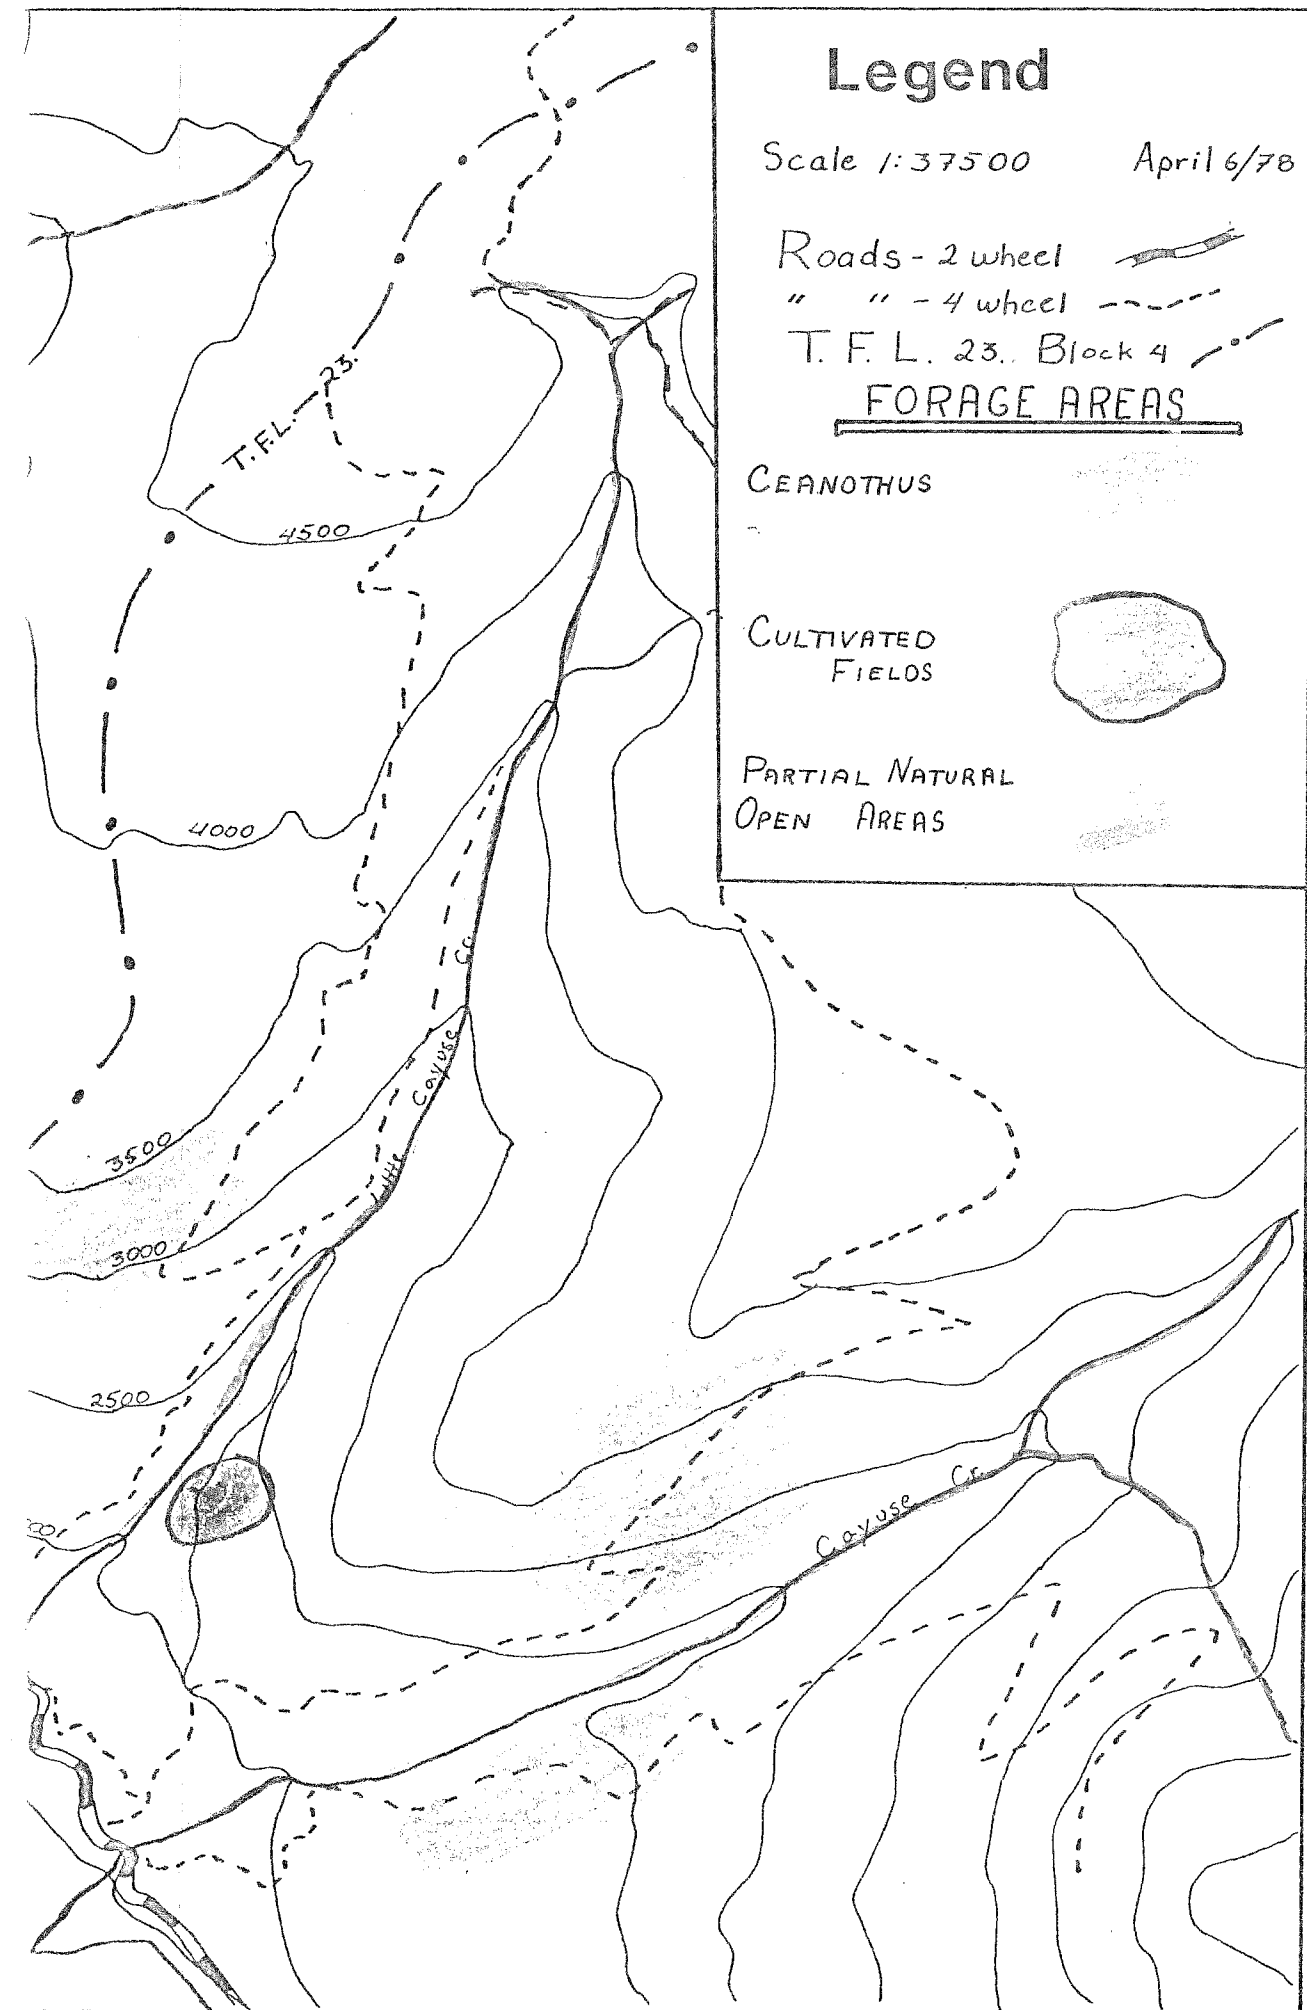 Legend
Scale 1:37500 April 6/78
Roads - 2 wheel
" " - 4 wheel
T. F. L. 23.. Block 4
FORAGE AREAS
CEANOTHUS
CULTIVATED
FIELDS
PARTIAL NATURAL
OPEN AREAS
T.F.L. 23.
4500
4000
Little Cayuse Cr.
3500
3000
2500
Cayuse Cr.